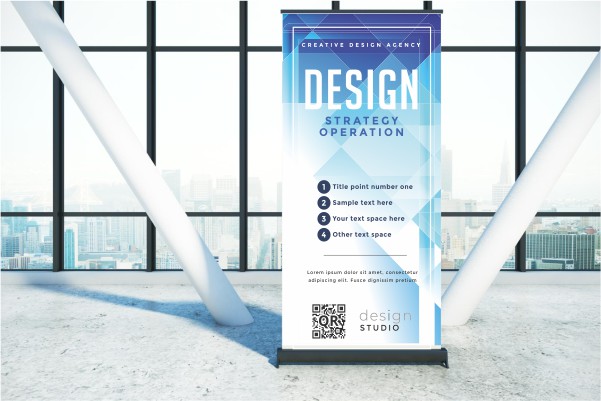 CREATIVE DESIGN AGENCY
DESIGN
STRATEGY
OPERATION
1 Title point number one
2 Sample text here
3 Your text space here
4 Other text space
Lorem ipsum dolor sit amet, consectetur
adipiscing elit. Fusce dignissim pretium
QR
design
STUDIO